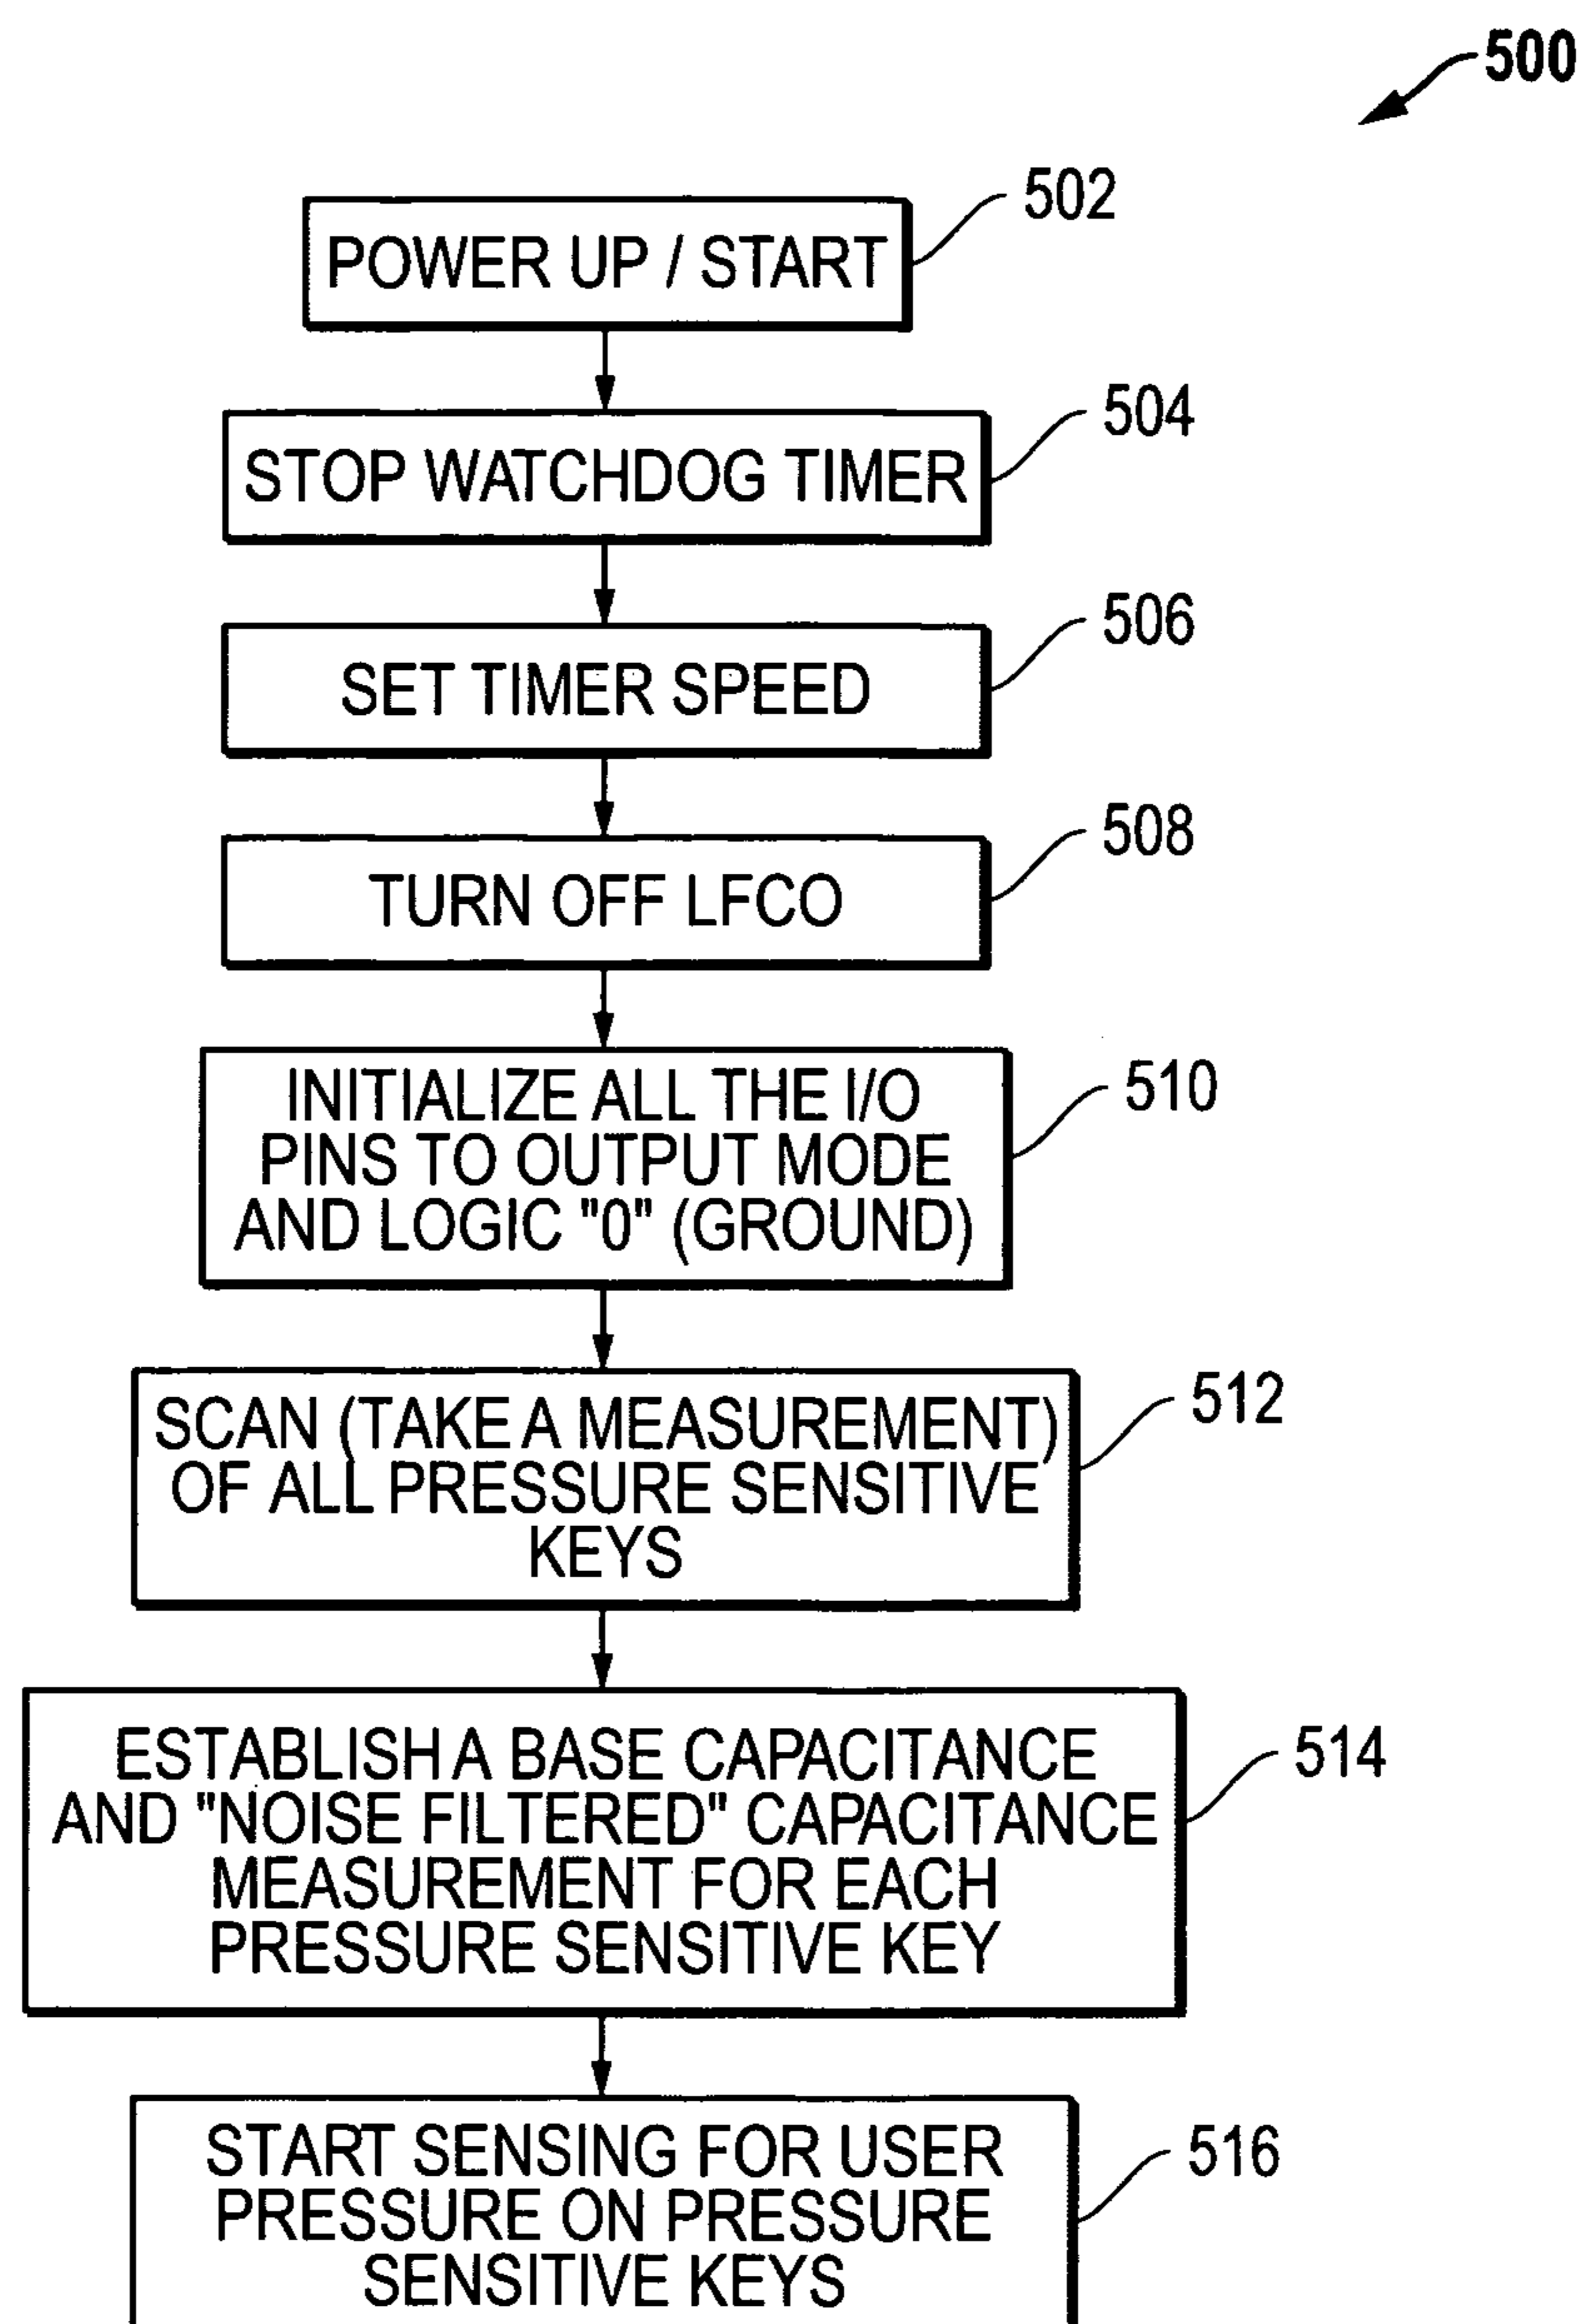 500
502
POWER UP / START
504
STOP WATCHDOG TIMER
506
SET TIMER SPEED
508
TURN OFF LFCO
510
INITIALIZE ALL THE I/O
PINS TO OUTPUT MODE
AND LOGIC "0" (GROUND)
512
SCAN (TAKE A MEASUREMENT)
OF ALL PRESSURE SENSITIVE
KEYS
514
ESTABLISH A BASE CAPACITANCE
AND "NOISE FILTERED" CAPACITANCE
MEASUREMENT FOR EACH
PRESSURE SENSITIVE KEY
516
START SENSING FOR USER
PRESSURE ON PRESSURE
SENSITIVE KEYS